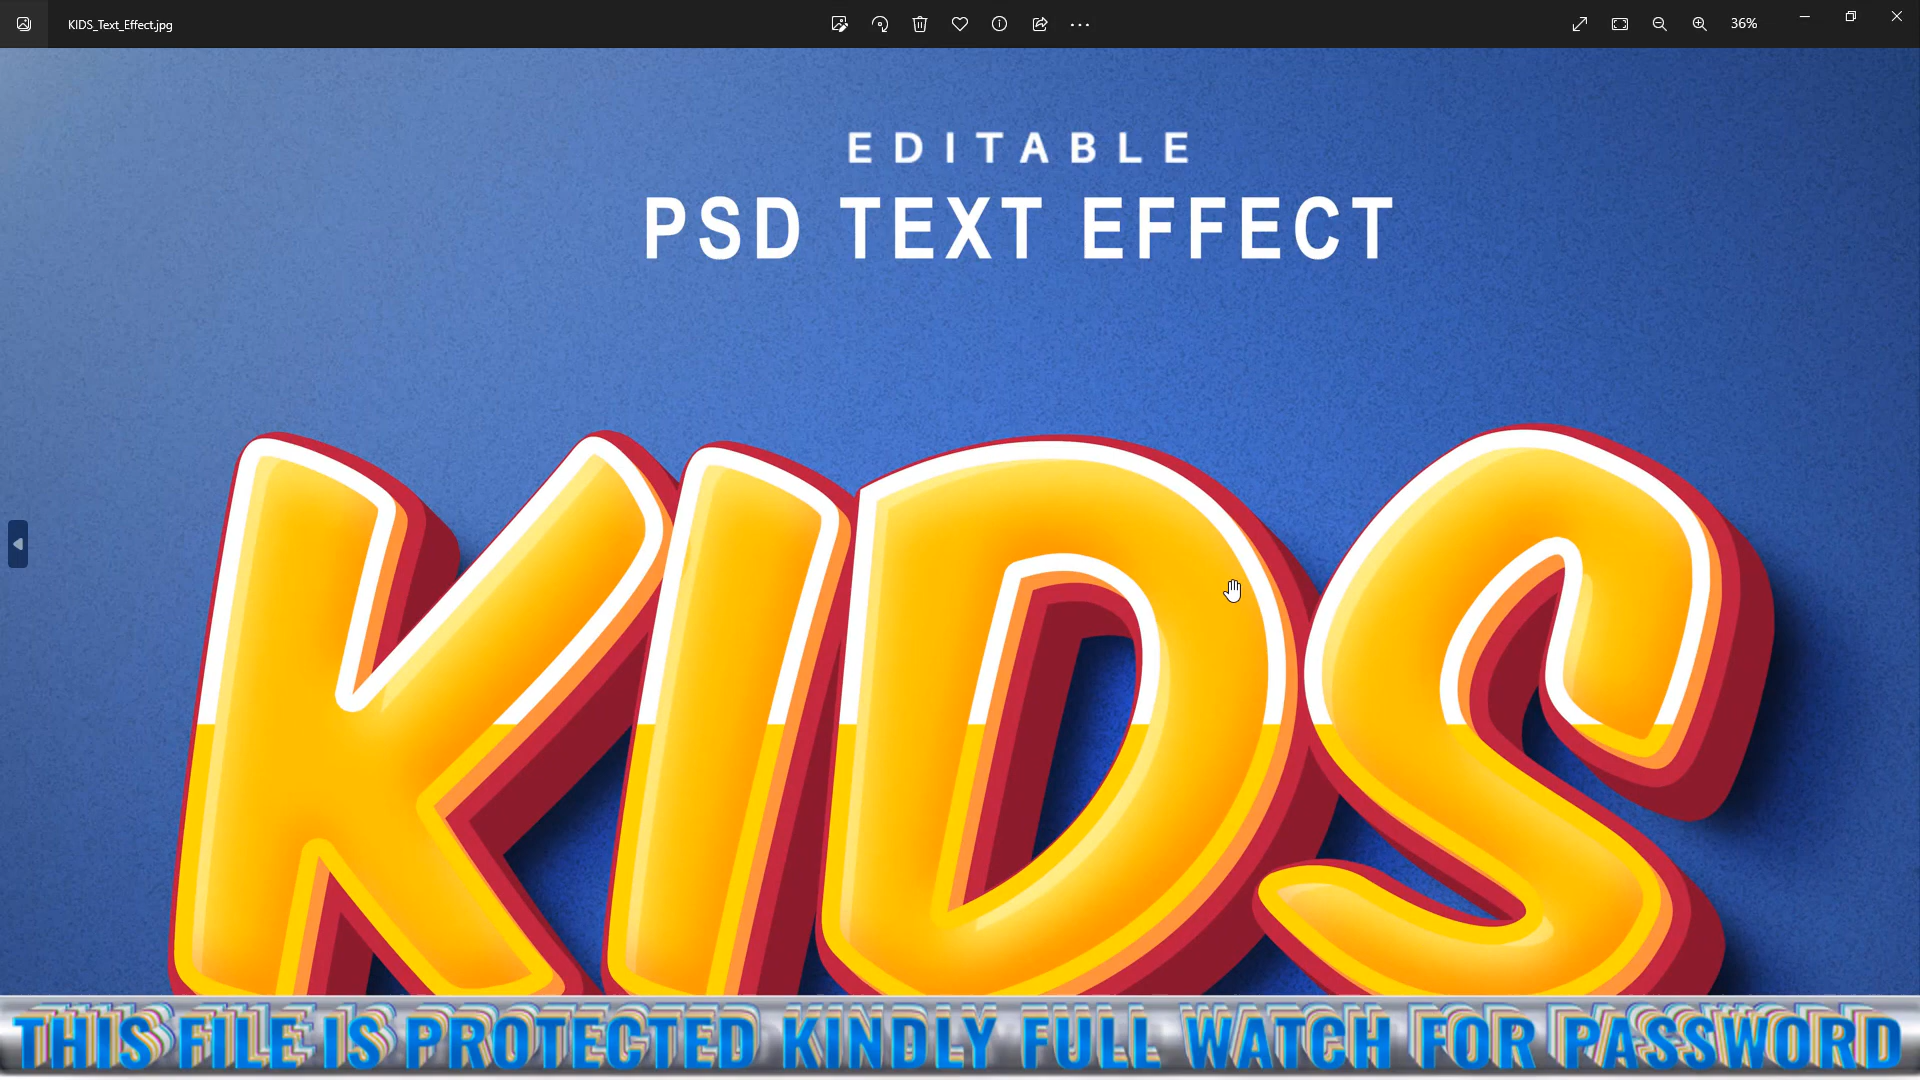 KIDS_Text_Effect.jpg
36%
EDITABLE
PSD TEXT EFFECT
KIDS
THIS FILE IS PROTECTED KINDLY FULL WATCH FOR PASSWORD